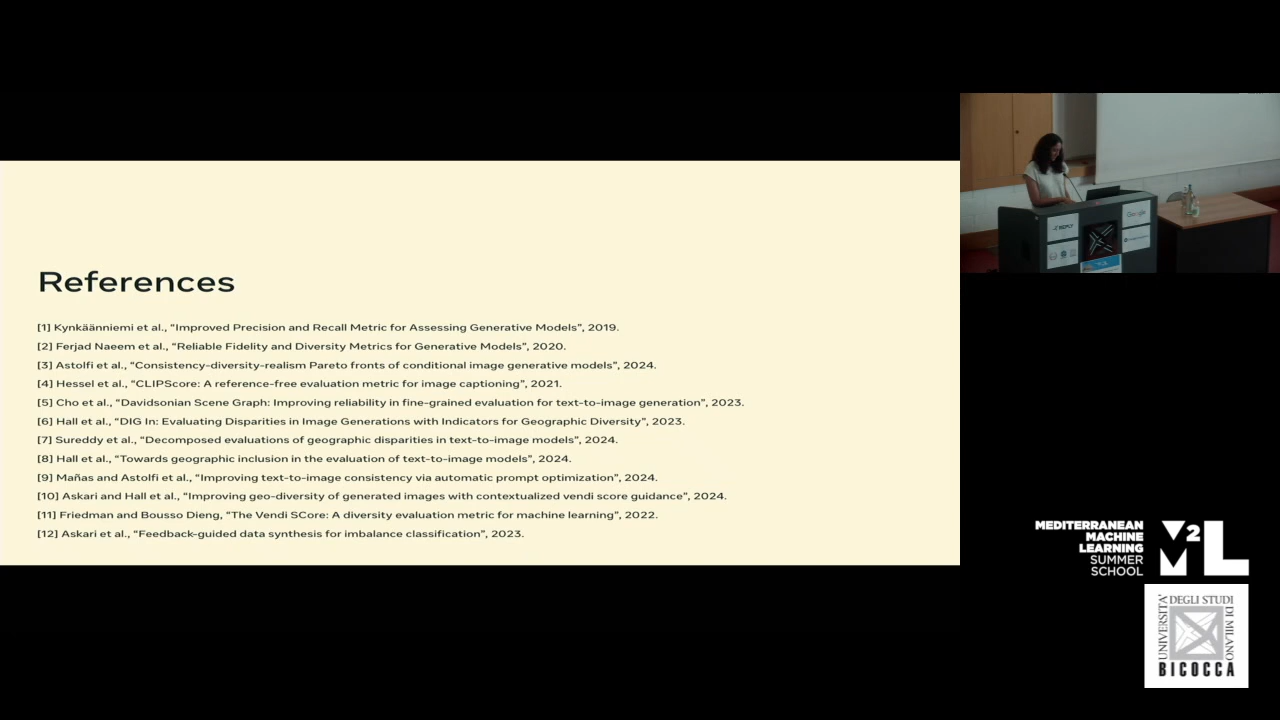 References
[1] Kynkäänniemi et al., “Improved Precision and Recall Metric for Assessing Generative Models”, 2019.
[2] Ferjad Naeem et al., “Reliable Fidelity and Diversity Metrics for Generative Models”, 2020.
[3] Astolfi et al., “Consistency-diversity-realism Pareto fronts of conditional image generative models”, 2024.
[4] Hessel et al., “CLIPScore: A reference-free evaluation metric for image captioning”, 2021.
[5] Cho et al., “Davidsonian Scene Graph: Improving reliability in fine-grained evaluation for text-to-image generation”, 2023.
[6] Hall et al., “DIG In: Evaluating Disparities in Image Generations with Indicators for Geographic Diversity”, 2023.
[7] Sureddy et al., “Decomposed evaluations of geographic disparities in text-to-image models”, 2024.
[8] Hall et al., “Towards geographic inclusion in the evaluation of text-to-image models”, 2024.
[9] Mañas and Astolfi et al., “Improving text-to-image consistency via automatic prompt optimization”, 2024.
[10] Askari and Hall et al., “Improving geo-diversity of generated images with contextualized vendi score guidance”, 2024.
[11] Friedman and Bousso Dieng, “The Vendi SCore: A diversity evaluation metric for machine learning”, 2022.
[12] Askari et al., “Feedback-guided data synthesis for imbalance classification”, 2023.
Google
MEDITERRANEAN
MACHINE
LEARNING
SUMMER
SCHOOL
M2L
UNIVERSITA'
DEGLI STUDI
DI MILANO
BICOCCA